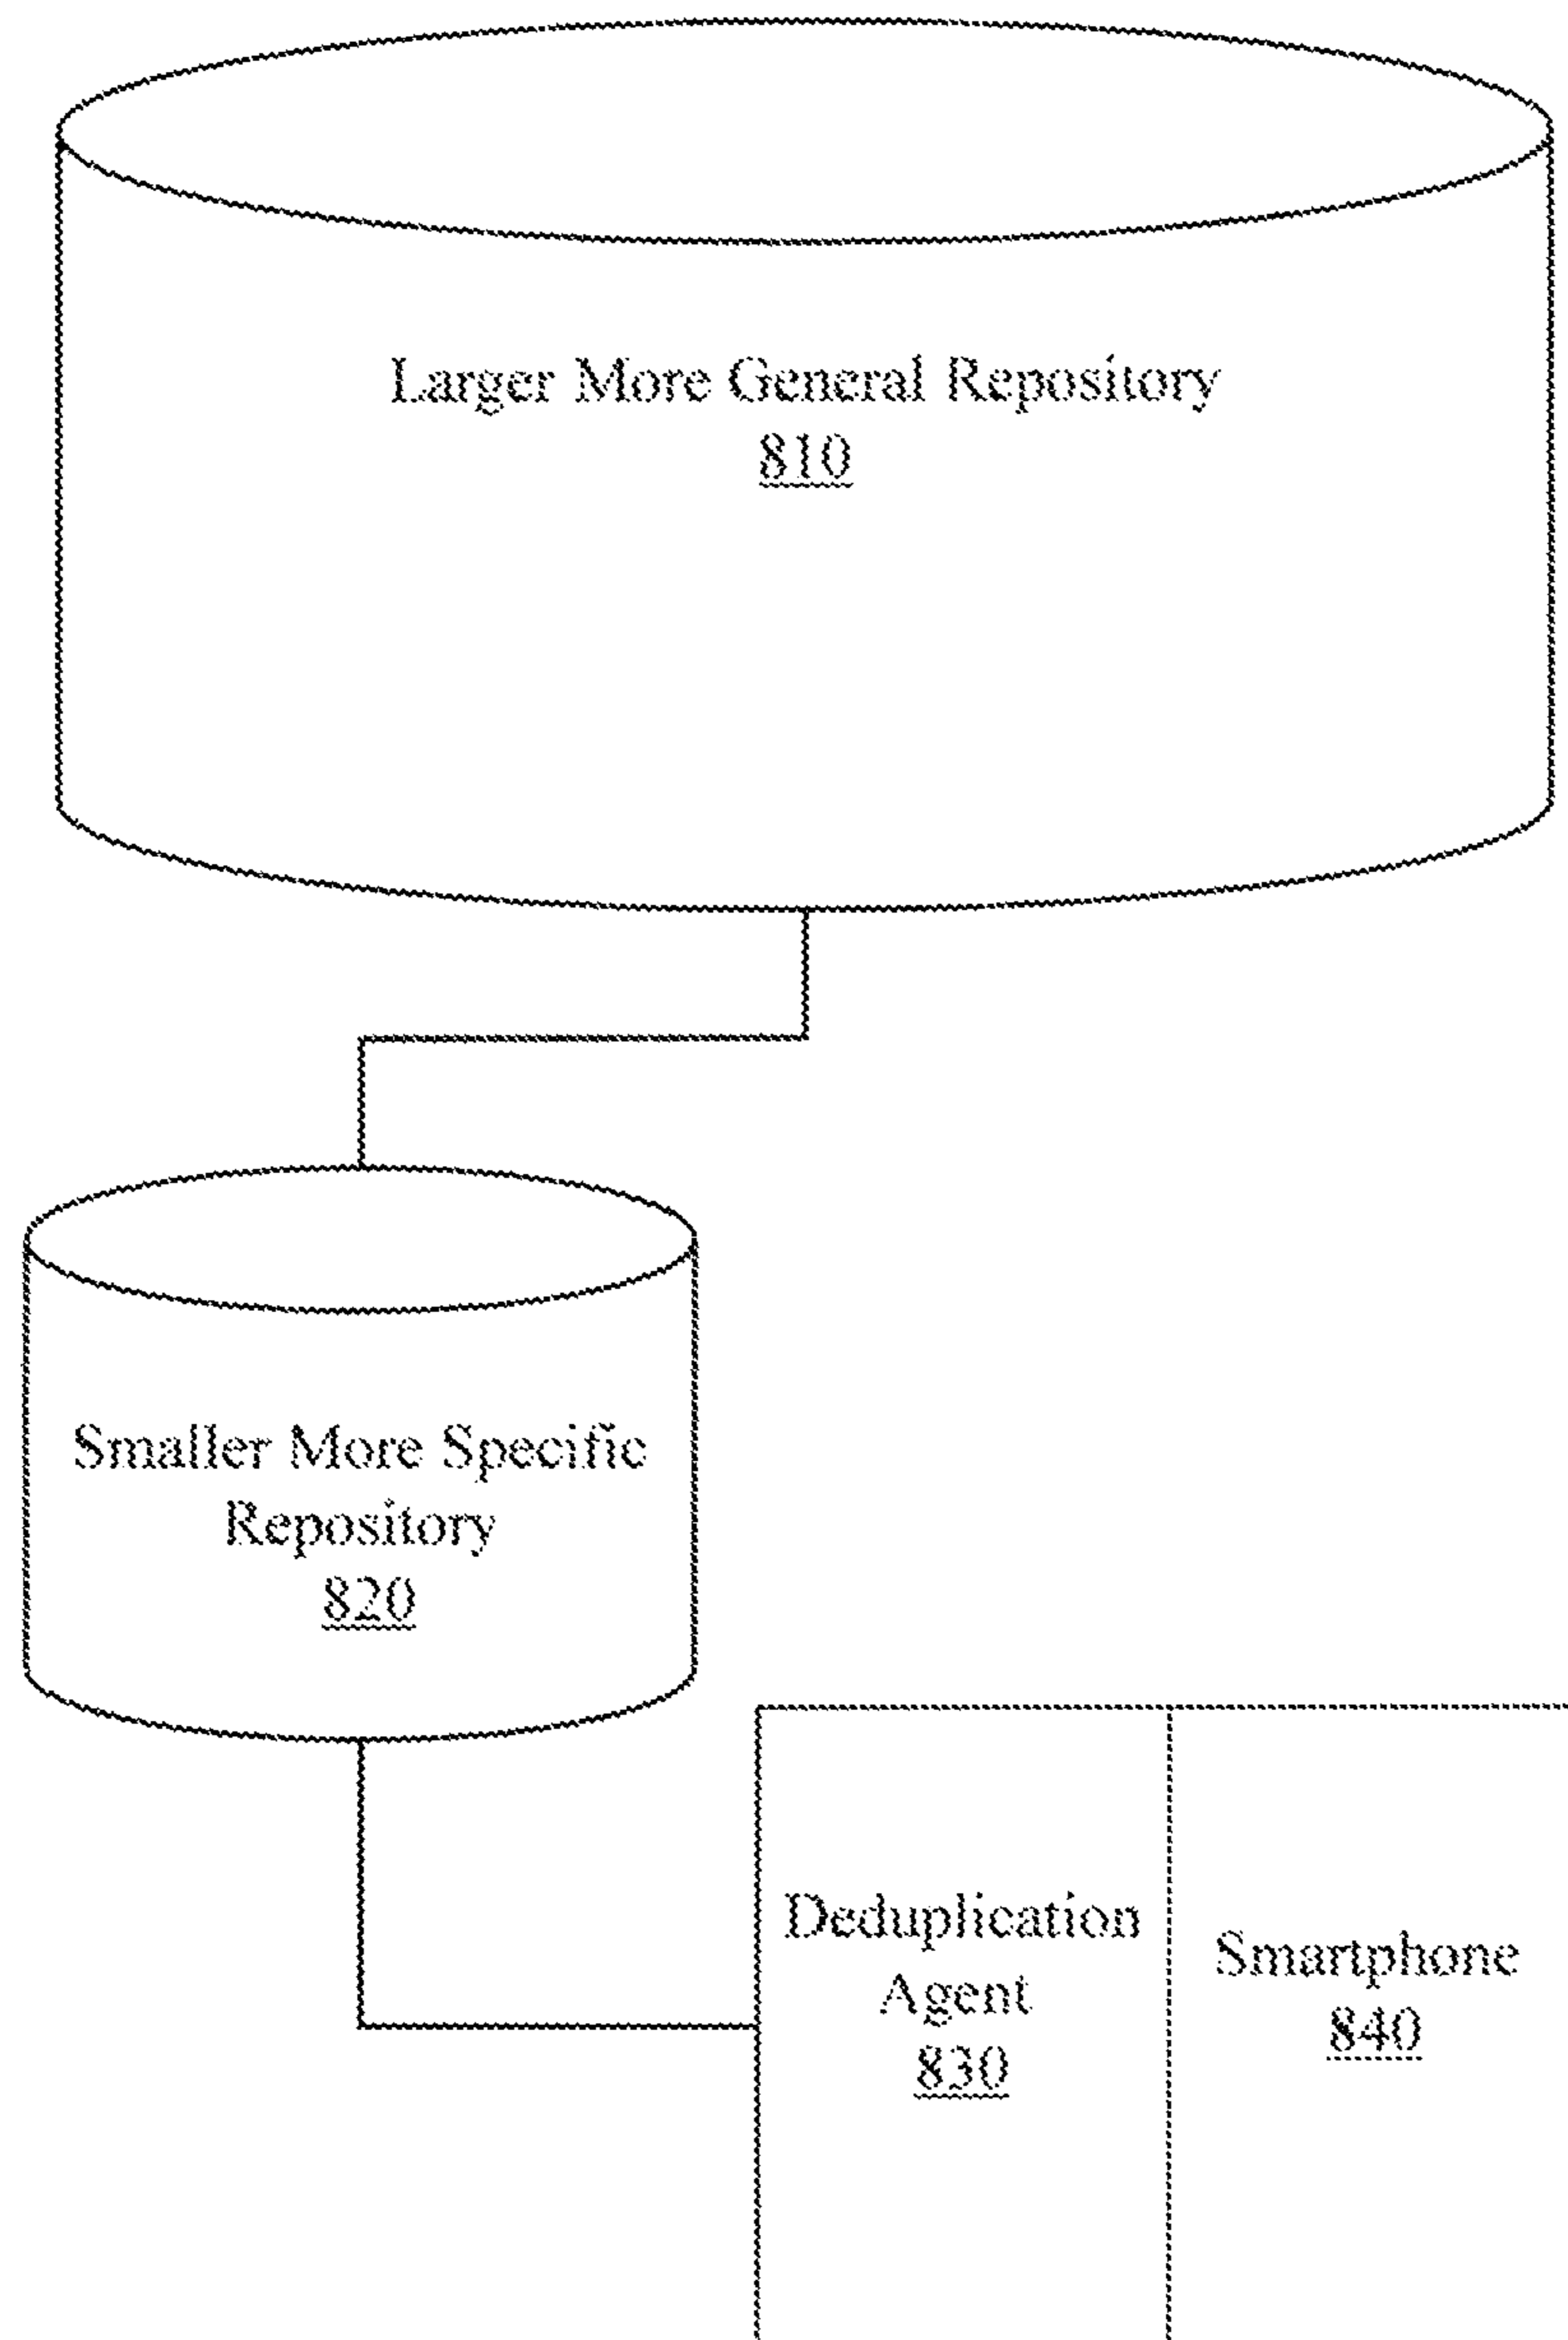 Larger More General Repository
810
Smaller More Specific
Repository
820
Deduplication
Agent
830
Smartphone
840